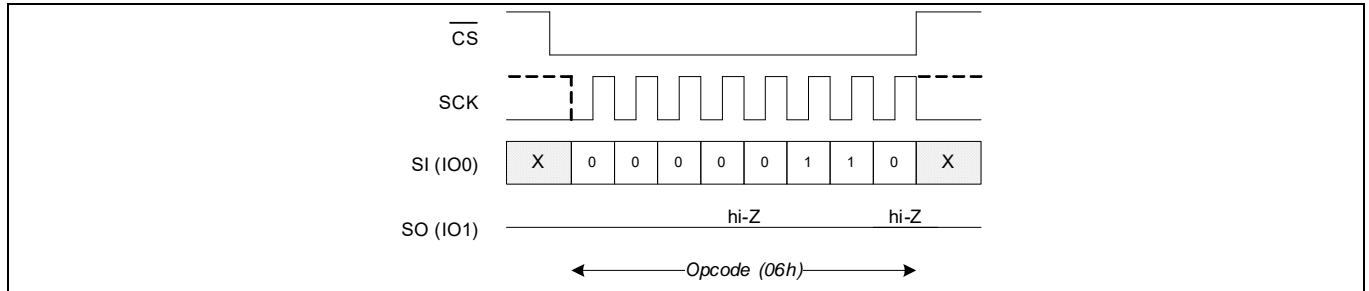 CS
SCK
SI (IO0) X 0 0 0 0 0 1 1 0 X
hi-Z hi-Z
SO (IO1)
Opcode (06h)